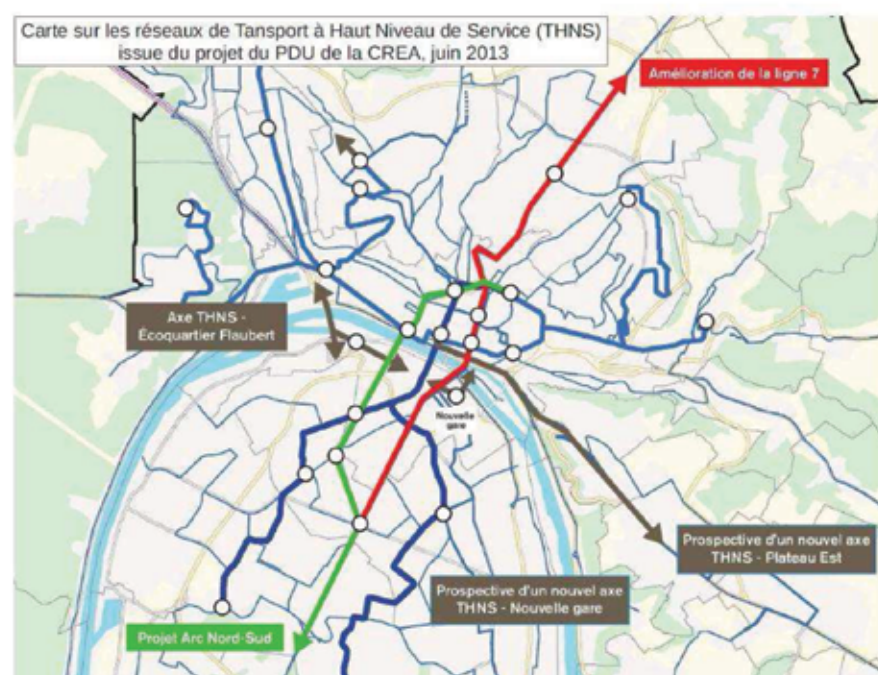 Carte sur les réseaux de Tansport à Haut Niveau de Service (THNS)
issue du projet du PDU de la CREA, juin 2013
Amélioration de la ligne 7
Axe THNS -
Écoquartier Flaubert
Nouvelle
gare
Prospective d'un nouvel axe
THNS - Plateau Est
Prospective d'un nouvel axe
THNS - Nouvelle gare
Projet Arc Nord-Sud